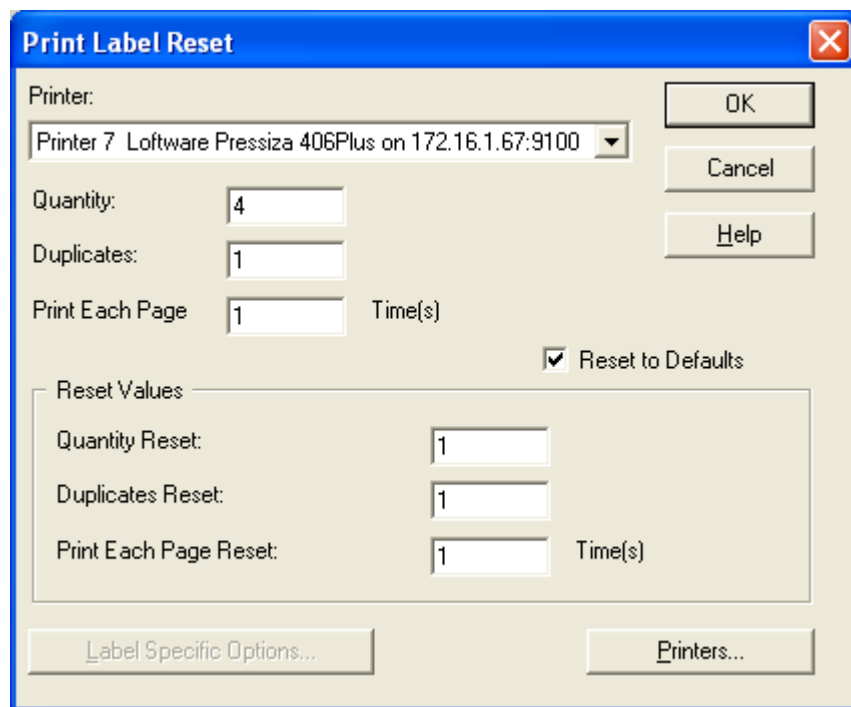 Print Label Reset
Printer:
Printer 7 Loftware Pressiza 406Plus on 172.16.1.67:9100
OK
Cancel
Help
Quantity: 4
Duplicates: 1
Print Each Page 1 Time(s)
Reset to Defaults
Reset Values
Quantity Reset: 1
Duplicates Reset: 1
Print Each Page Reset: 1 Time(s)
Label Specific Options...
Printers...